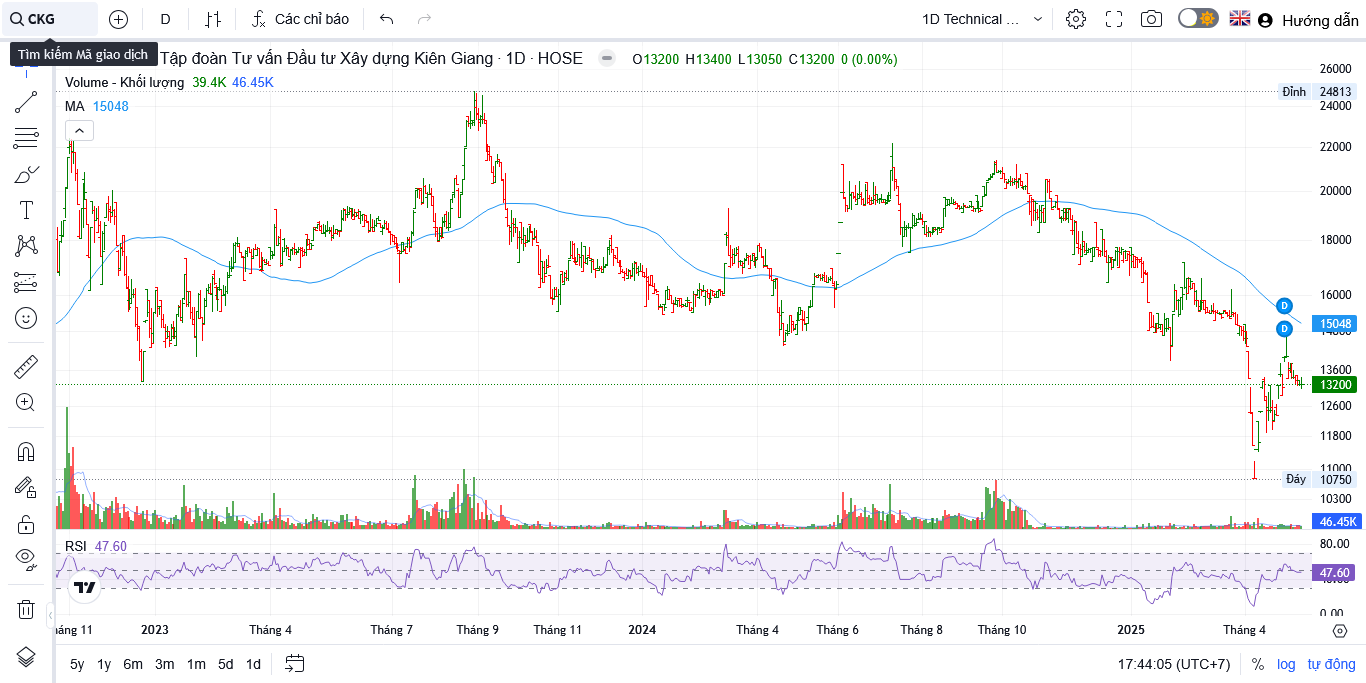 CKG
D
Các chỉ báo
1D Technical ...
Hướng dẫn
Tìm kiếm Mã giao dịch
Tập đoàn Tư vấn Đầu tư Xây dựng Kiên Giang · 1D · HOSE
O13200 H13400 L13050 C13200 0 (0.00%)
Volume - Khối lượng 39.4K 46.45K
MA 15048
26000
Đỉnh 24813
24000
22000
20000
18000
16000
D
15048
D
14000
13600
13200
12600
11800
11000
Đáy 10750
10300
46.45K
RSI 47.60
80.00
47.60
40.00
0.00
háng 11 2023 Tháng 4 Tháng 7 Tháng 9 Tháng 11 2024 Tháng 4 Tháng 6 Tháng 8 Tháng 10 2025 Tháng 4
5y 1y 6m 3m 1m 5d 1d
17:44:05 (UTC+7) % log tự động